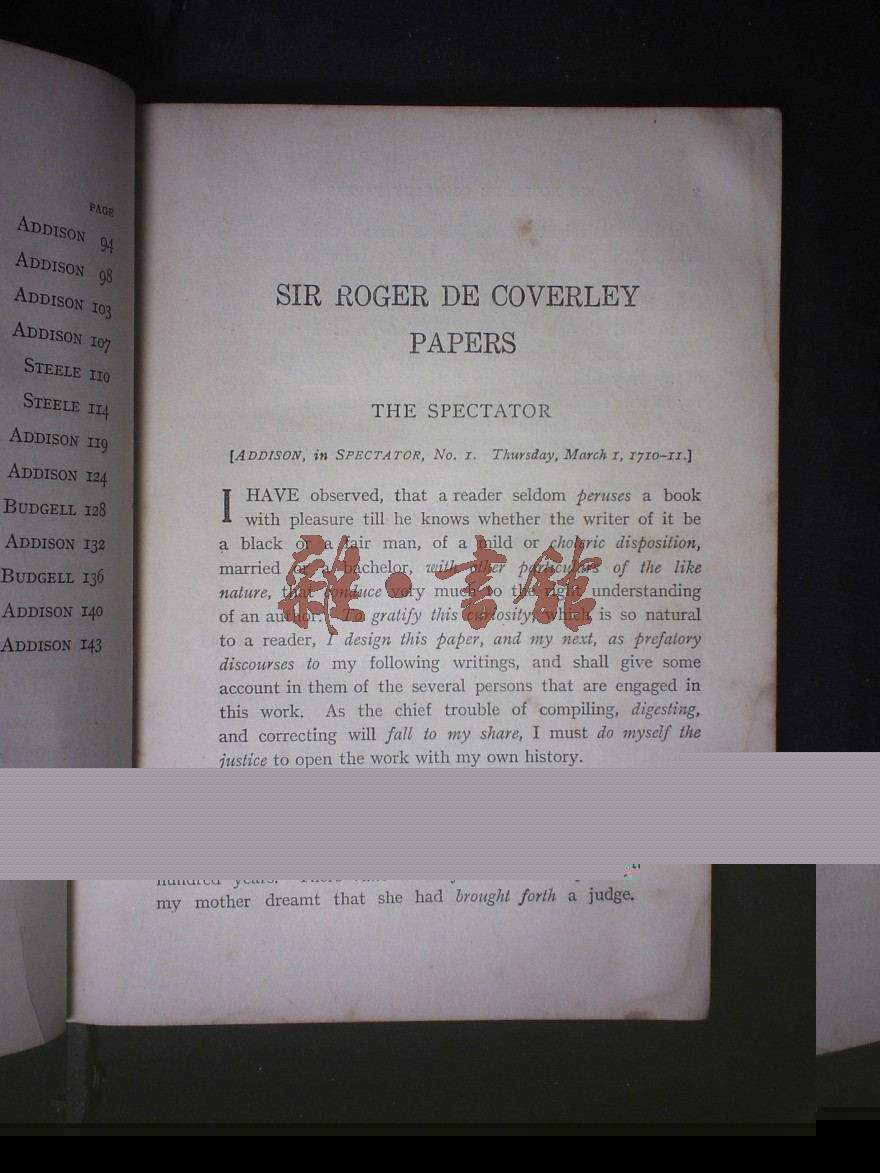 PAGE
ADDISON 94
ADDISON 98
ADDISON 103
ADDISON 107
STEELE 110
STEELE 114
ADDISON 119
ADDISON 124
BUDGELL 128
ADDISON 132
BUDGELL 136
ADDISON 140
ADDISON 143
SIR ROGER DE COVERLEY
PAPERS
THE SPECTATOR
[ADDISON, in SPECTATOR, No. 1. Thursday, March 1, 1710–11.]
I HAVE observed, that a reader seldom peruses a book
with pleasure till he knows whether the writer of it be
a black or a fair man, of a mild or choleric disposition,
married or a bachelor, with other particulars of the like
nature, that conduce very much to the right understanding
of an author. To gratify this curiosity, which is so natural
to a reader, I design this paper, and my next, as prefatory
discourses to my following writings, and shall give some
account in them of the several persons that are engaged in
this work. As the chief trouble of compiling, digesting,
and correcting will fall to my share, I must do myself the
justice to open the work with my own history.
hundred years.
my mother dreamt that she had brought forth a judge.
書館